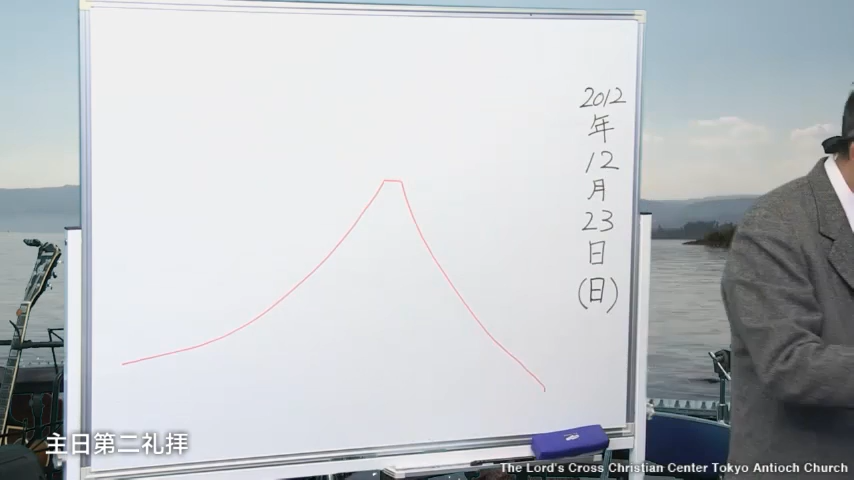 2012
年
12
月
23
日
(日)
主日第二礼拝
The Lord's Cross Christian Center Tokyo Antioch Church